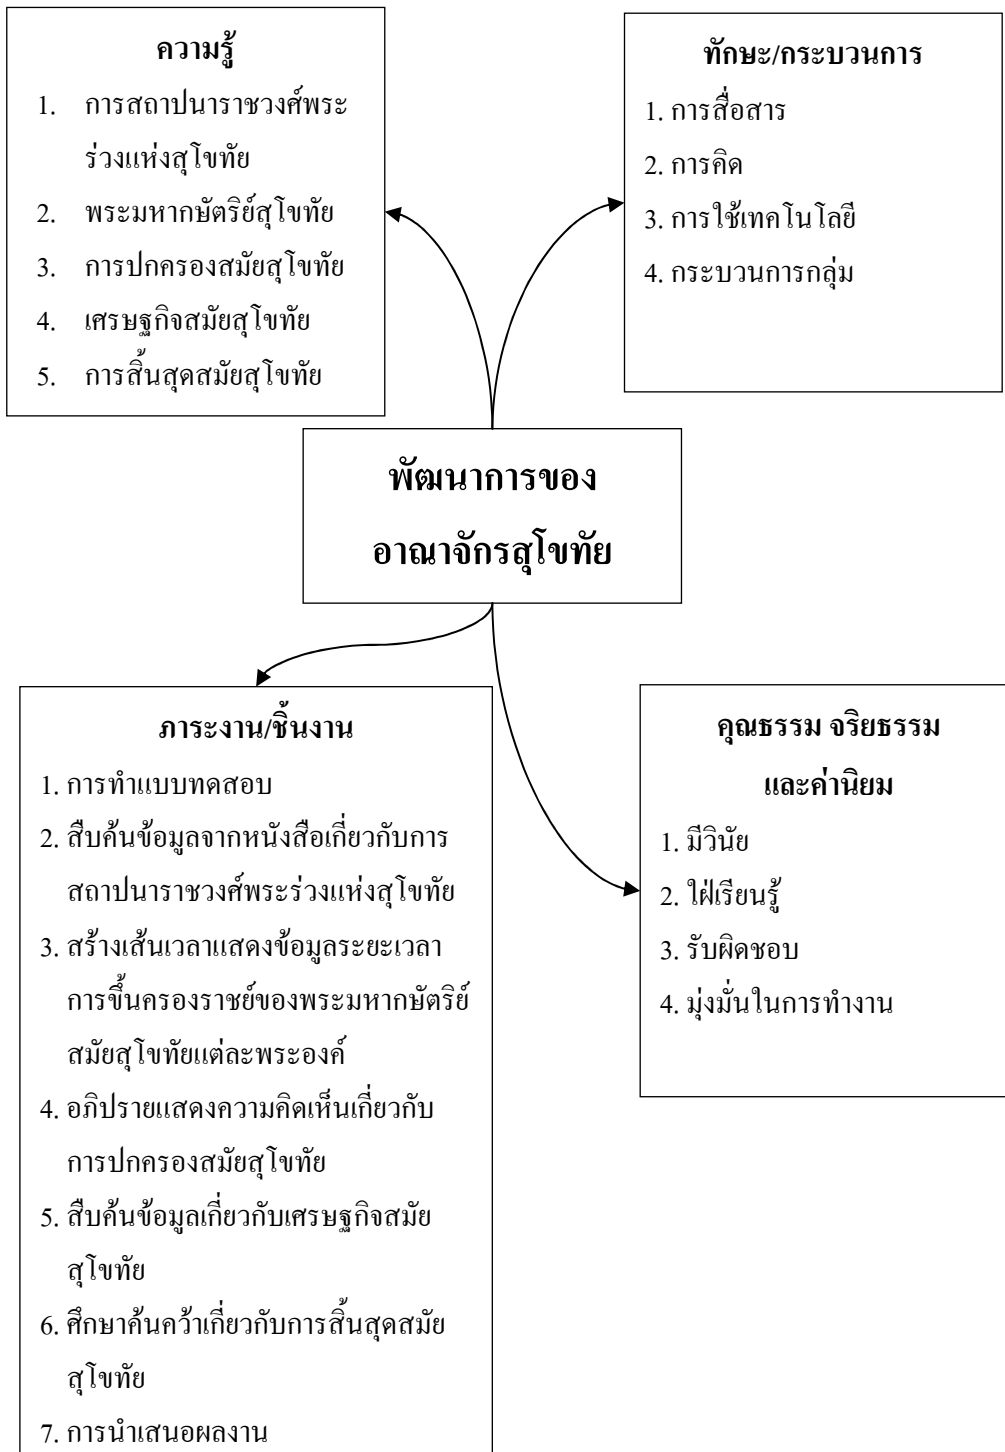 ความรู้
1. การสถาปนาราชวงศ์พระ
ร่วงแห่งสุโขทัย
2. พระมหากษัตริย์สุโขทัย
3. การปกครองสมัยสุโขทัย
4. เศรษฐกิจสมัยสุโขทัย
5. การสิ้นสุดสมัยสุโขทัย
ทักษะ/กระบวนการ
1. การสื่อสาร
2. การคิด
3. การใช้เทคโนโลยี
4. กระบวนการกลุ่ม
พัฒนาการของ
อาณาจักรสุโขทัย
ภาระงาน/ชิ้นงาน
1. การทำแบบทดสอบ
2. สืบค้นข้อมูลจากหนังสือเกี่ยวกับการ
สถาปนาราชวงศ์พระร่วงแห่งสุโขทัย
3. สร้างเส้นเวลาแสดงข้อมูลระยะเวลา
การขึ้นครองราชย์ของพระมหากษัตริย์
สมัยสุโขทัยแต่ละพระองค์
4. อภิปรายแสดงความคิดเห็นเกี่ยวกับ
การปกครองสมัยสุโขทัย
5. สืบค้นข้อมูลเกี่ยวกับเศรษฐกิจสมัย
สุโขทัย
6. ศึกษาค้นคว้าเกี่ยวกับการสิ้นสุดสมัย
สุโขทัย
7. การนำเสนอผลงาน
คุณธรรม จริยธรรม
และค่านิยม
1. มีวินัย
2. ใฝ่เรียนรู้
3. รับผิดชอบ
4. มุ่งมั่นในการทำงาน